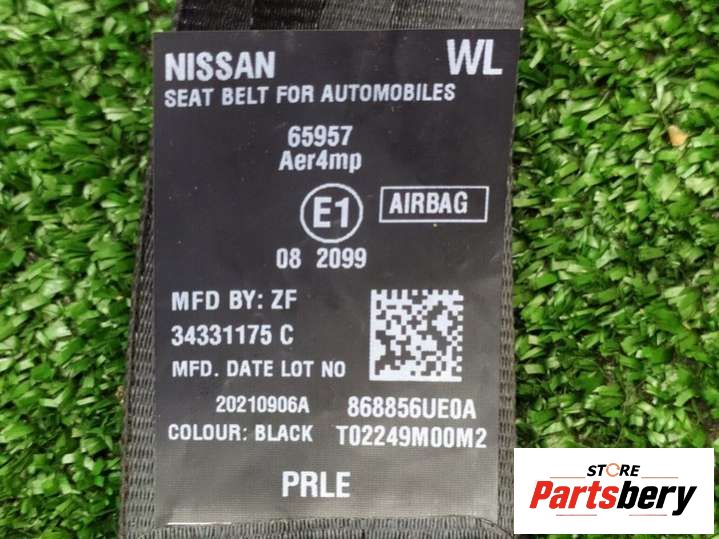 NISSAN WL
SEAT BELT FOR AUTOMOBILES
65957
Aer4mp
E1 AIRBAG
08 2099
MFD BY: ZF
34331175 C
MFD. DATE LOT NO
20210906A 868856UE0A
COLOUR: BLACK T02249M00M2
PRLE
STORE
Partsbery